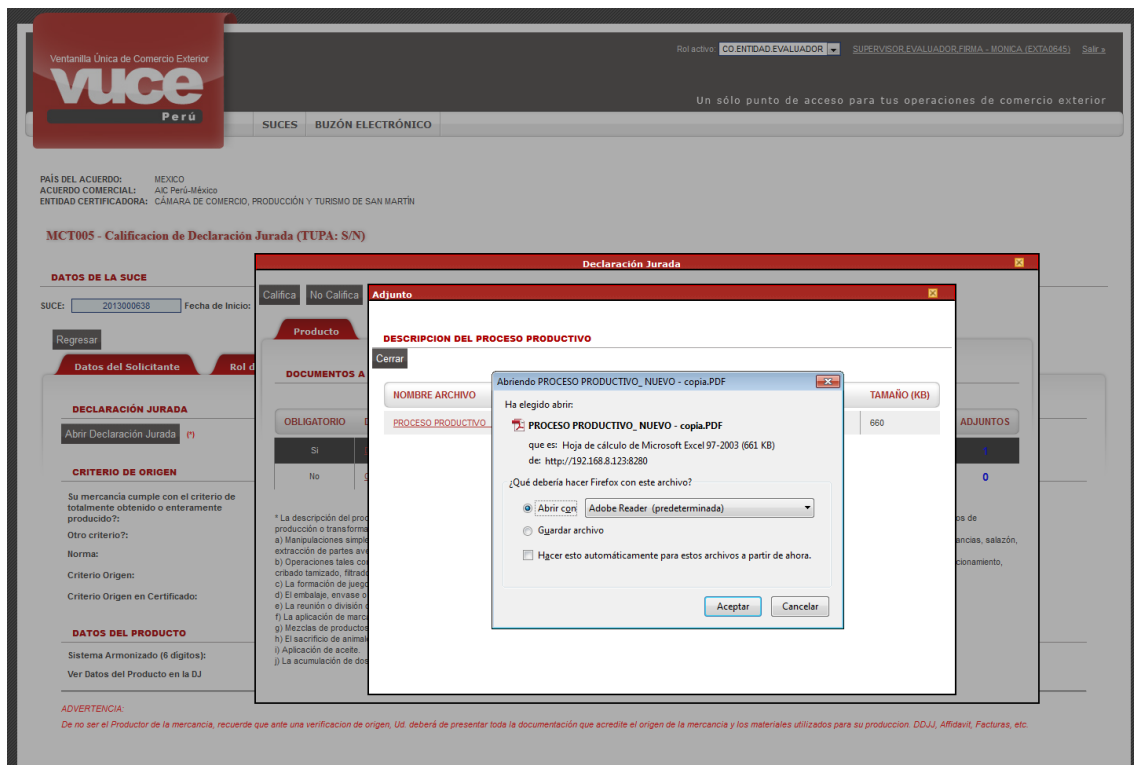 Ventanilla Única de Comercio Exterior
vuce
Perú
Rol activo: CO.ENTIDAD.EVALUADOR SUPERVISOR,EVALUADOR,FIRMA - MONICA (EXTA0645) Salir »
Un sólo punto de acceso para tus operaciones de comercio exterior
SUCES BUZÓN ELECTRÓNICO
PAÍS DEL ACUERDO: MEXICO
ACUERDO COMERCIAL: AIC Perú-México
ENTIDAD CERTIFICADORA: CÁMARA DE COMERCIO, PRODUCCIÓN Y TURISMO DE SAN MARTÍN
MCT005 - Calificacion de Declaración Jurada (TUPA: S/N)
Declaración Jurada
DATOS DE LA SUCE
SUCE: 2013000638 Fecha de Inicio:
Califica No Califica
Adjunto
Regresar
Producto
DESCRIPCION DEL PROCESO PRODUCTIVO
Cerrar
Datos del Solicitante Rol d
DOCUMENTOS A
NOMBRE ARCHIVO TAMAÑO (KB)
PROCESO PRODUCTIVO 660
OBLIGATORIO ADJUNTOS
Si 1
No 0
Abriendo PROCESO PRODUCTIVO_ NUEVO - copia.PDF
Ha elegido abrir:
PROCESO PRODUCTIVO_ NUEVO - copia.PDF
que es: Hoja de cálculo de Microsoft Excel 97-2003 (661 KB)
de: http://192.168.8.123:8280
¿Qué debería hacer Firefox con este archivo?
Abrir con Adobe Reader (predeterminada)
Guardar archivo
Hacer esto automáticamente para estos archivos a partir de ahora.
Aceptar Cancelar
DECLARACIÓN JURADA
Abrir Declaración Jurada (*)
CRITERIO DE ORIGEN
Su mercancía cumple con el criterio de
totalmente obtenido o enteramente
producido?:
Otro criterio?:
Norma:
Criterio Origen:
Criterio Origen en Certificado:
* La descripción del proc os de
producción o transforma
a) Manipulaciones simple ancias, salazón,
extracción de partes ave
b) Operaciones tales co cionamiento,
cribado tamizado, filtrad
c) La formación de jueg
d) El embalaje, envase o
e) La reunión o división
f) La aplicación de marc
g) Mezclas de productos
h) El sacrificio de animal
i) Aplicación de aceite.
j) La acumulación de dos
DATOS DEL PRODUCTO
Sistema Armonizado (6 dígitos):
Ver Datos del Producto en la DJ
ADVERTENCIA:
De no ser el Productor de la mercancia, recuerde que ante una verificacion de origen, Ud. deberá de presentar toda la documentación que acredite el origen de la mercancia y los materiales utilizados para su produccion. DDJJ, Affidavit, Facturas, etc.